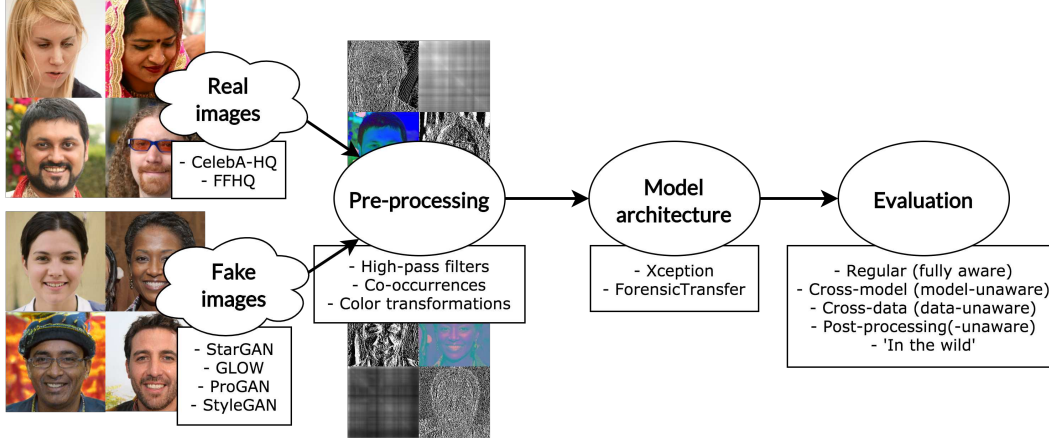 Real
images
- CelebA-HQ
- FFHQ
Fake
images
- StarGAN
- GLOW
- ProGAN
- StyleGAN
Pre-processing
- High-pass filters
- Co-occurrences
- Color transformations
Model
architecture
- Xception
- ForensicTransfer
Evaluation
- Regular (fully aware)
- Cross-model (model-unaware)
- Cross-data (data-unaware)
- Post-processing(-unaware)
- 'In the wild'